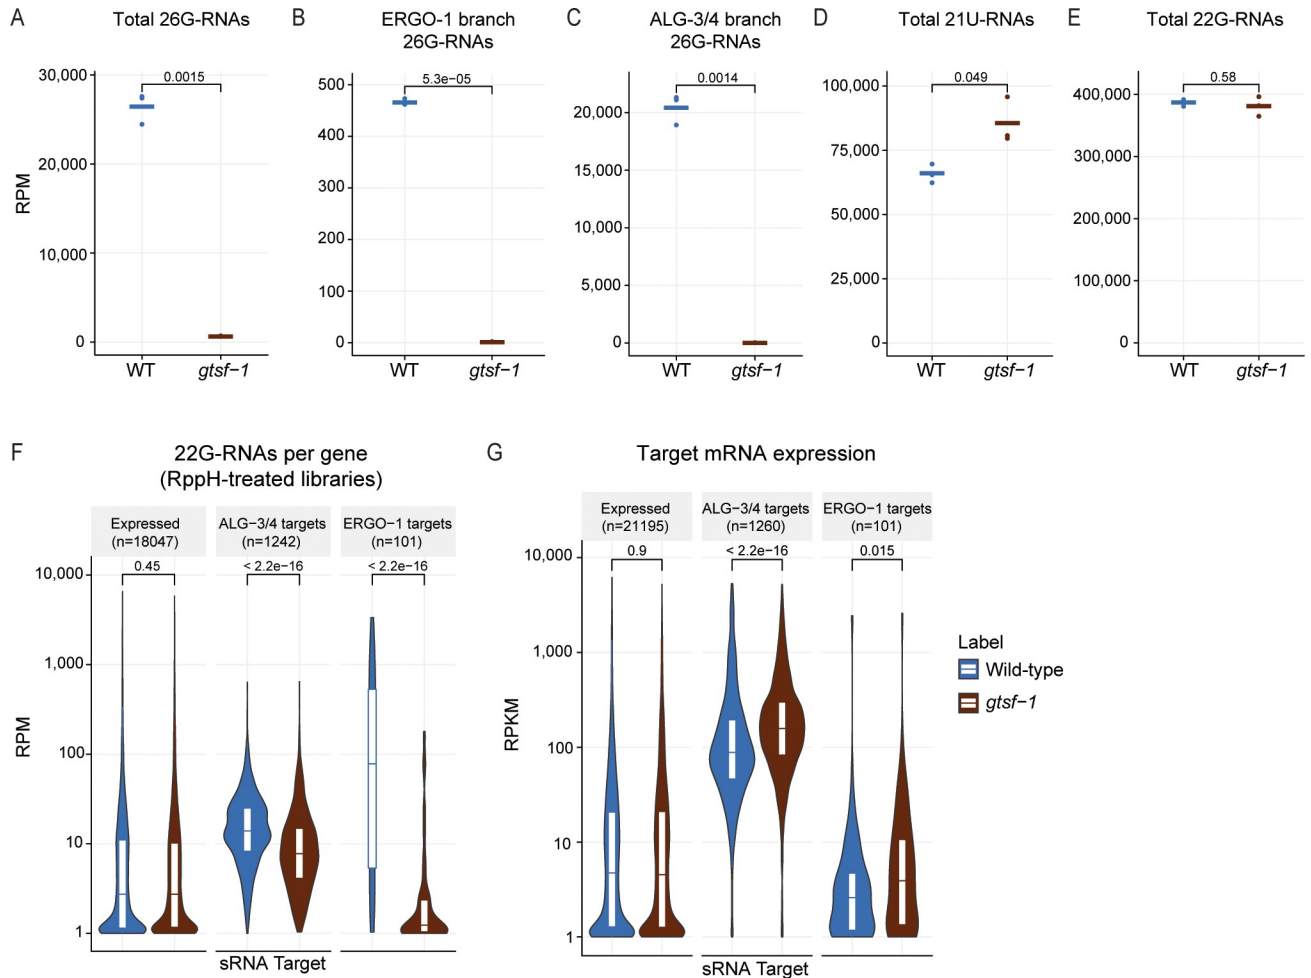 A
Total 26G-RNAs
RPM
30,000
20,000
10,000
0
0.0015
WT
gtsf−1
B
ERGO-1 branch
26G-RNAs
500
400
300
200
100
0
5.3e−05
WT
gtsf−1
C
ALG-3/4 branch
26G-RNAs
20,000
15,000
10,000
5,000
0
0.0014
WT
gtsf−1
D
Total 21U-RNAs
100,000
75,000
50,000
25,000
0
0.049
WT
gtsf−1
E
Total 22G-RNAs
400,000
300,000
200,000
100,000
0
0.58
WT
gtsf−1
F
22G-RNAs per gene
(RppH-treated libraries)
Expressed
(n=18047)
ALG−3/4 targets
(n=1242)
ERGO−1 targets
(n=101)
0.45
< 2.2e−16
< 2.2e−16
RPM
10,000
1,000
100
10
1
sRNA Target
G
Target mRNA expression
Expressed
(n=21195)
ALG−3/4 targets
(n=1260)
ERGO−1 targets
(n=101)
0.9
< 2.2e−16
0.015
RPKM
10,000
1,000
100
10
1
sRNA Target
Label
Wild-type
gtsf−1